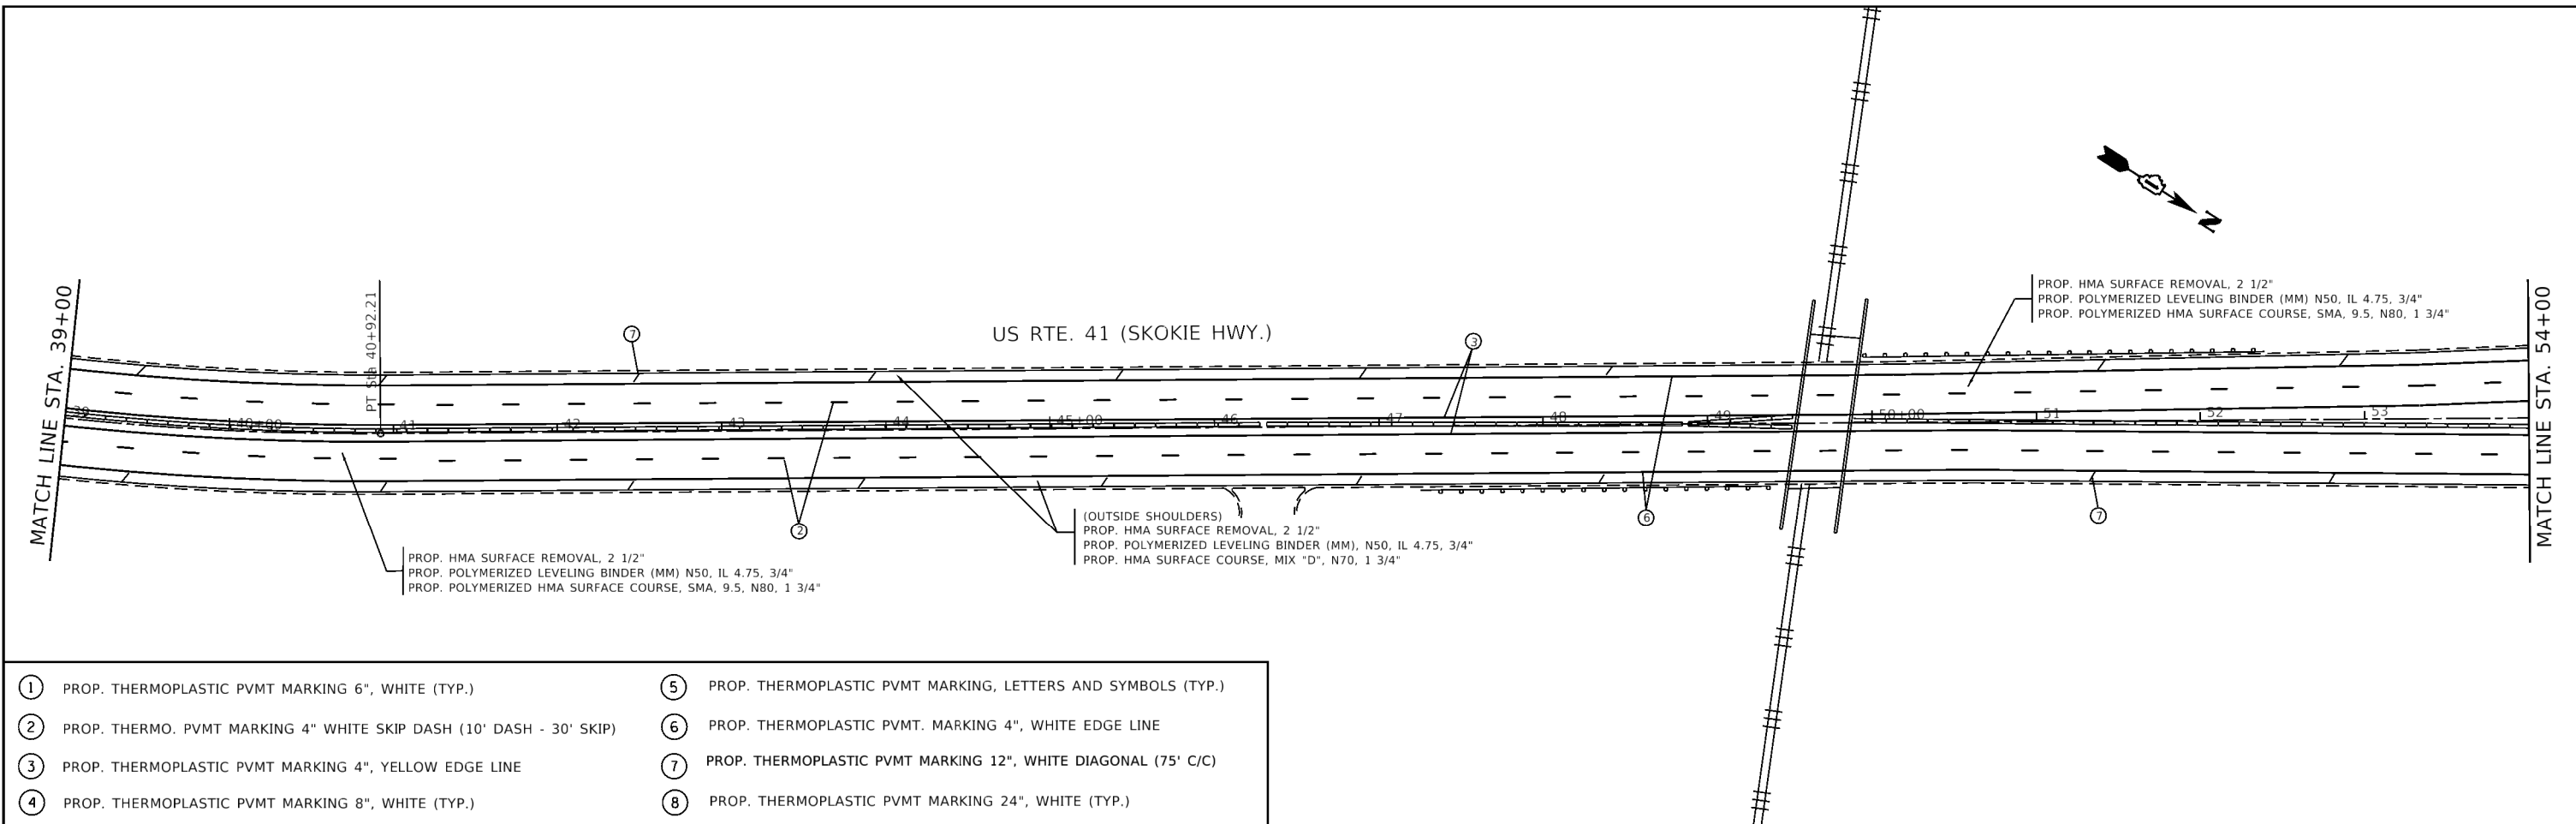 US RTE. 41 (SKOKIE HWY.)
MATCH LINE STA. 39+00
PT Sta 40+92.21
MATCH LINE STA. 54+00
N
PROP. HMA SURFACE REMOVAL, 2 1/2"
PROP. POLYMERIZED LEVELING BINDER (MM) N50, IL 4.75, 3/4"
PROP. POLYMERIZED HMA SURFACE COURSE, SMA, 9.5, N80, 1 3/4"
7
3
39
40+00
41
42
43
44
45+00
46
47
48
49
50+00
51
52
53
2
6
7
(OUTSIDE SHOULDERS)
PROP. HMA SURFACE REMOVAL, 2 1/2"
PROP. POLYMERIZED LEVELING BINDER (MM), N50, IL 4.75, 3/4"
PROP. HMA SURFACE COURSE, MIX "D", N70, 1 3/4"
PROP. HMA SURFACE REMOVAL, 2 1/2"
PROP. POLYMERIZED LEVELING BINDER (MM) N50, IL 4.75, 3/4"
PROP. POLYMERIZED HMA SURFACE COURSE, SMA, 9.5, N80, 1 3/4"
1 PROP. THERMOPLASTIC PVMT MARKING 6", WHITE (TYP.)
2 PROP. THERMO. PVMT MARKING 4" WHITE SKIP DASH (10' DASH - 30' SKIP)
3 PROP. THERMOPLASTIC PVMT MARKING 4", YELLOW EDGE LINE
4 PROP. THERMOPLASTIC PVMT MARKING 8", WHITE (TYP.)
5 PROP. THERMOPLASTIC PVMT MARKING, LETTERS AND SYMBOLS (TYP.)
6 PROP. THERMOPLASTIC PVMT. MARKING 4", WHITE EDGE LINE
7 PROP. THERMOPLASTIC PVMT MARKING 12", WHITE DIAGONAL (75' C/C)
8 PROP. THERMOPLASTIC PVMT MARKING 24", WHITE (TYP.)